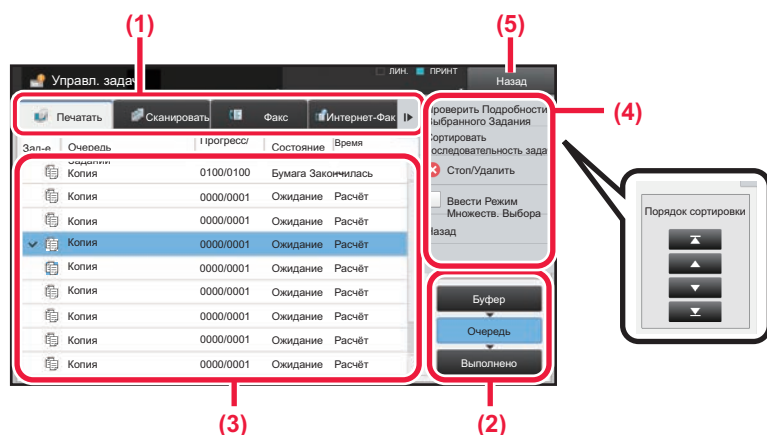 (1)
(5)
Управл. задач
ЛИН.
ПРИНТ
Назад
Печатать
Сканировать
Факс
Интернет-Фак
(4)
Проверить Подробности
Выбранного Задания
Сортировать
последовательность зада
Стоп/Удалить
Ввести Режим
Множеств. Выбора
Назад
Зад-е
Очередь
Заданий
Прогресс/
Состояние
Время
Копия 0100/0100 Бумага Закончилась
Копия 0000/0001 Ожидание Расчёт
Копия 0000/0001 Ожидание Расчёт
Копия 0000/0001 Ожидание Расчёт
Копия 0000/0001 Ожидание Расчёт
Копия 0000/0001 Ожидание Расчёт
Копия 0000/0001 Ожидание Расчёт
Копия 0000/0001 Ожидание Расчёт
Копия 0000/0001 Ожидание Расчёт
Порядок сортировки
Буфер
Очередь
Выполнено
(3)
(2)